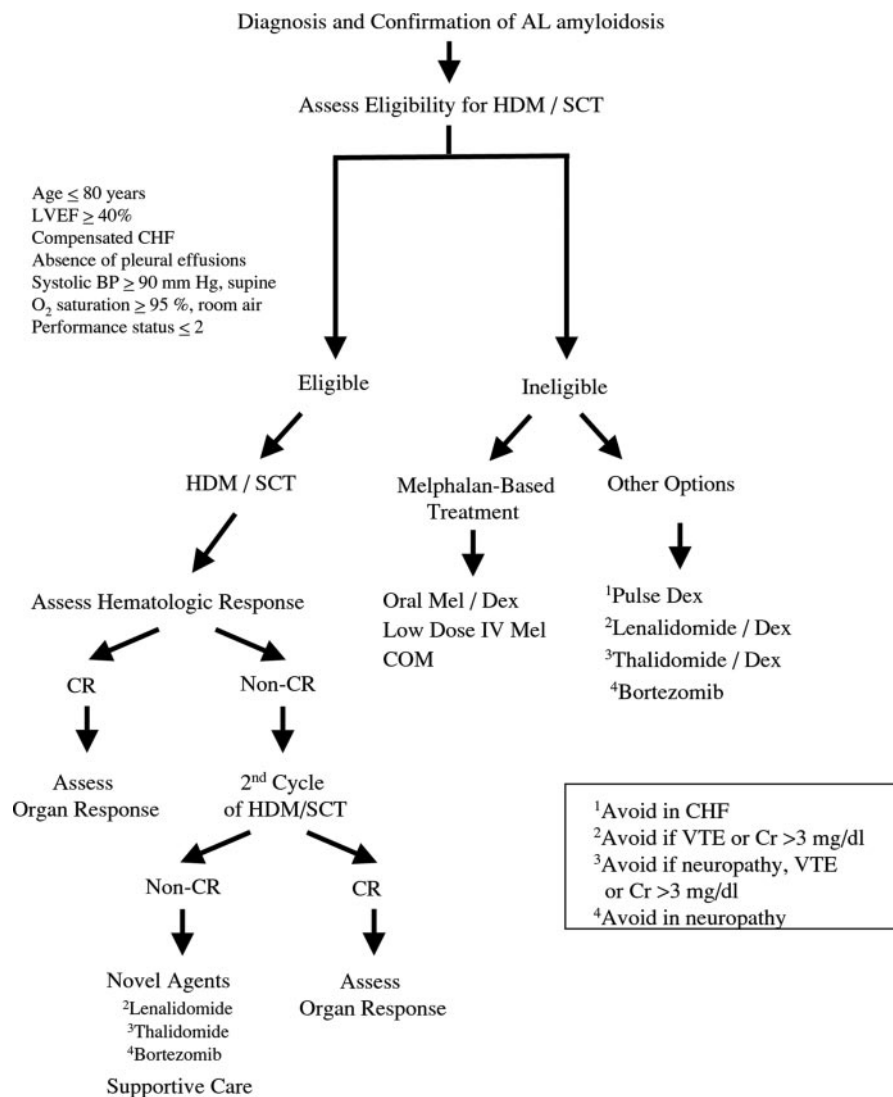 Diagnosis and Confirmation of AL amyloidosis
Assess Eligibility for HDM / SCT
Age ≤ 80 years
LVEF ≥ 40%
Compensated CHF
Absence of pleural effusions
Systolic BP ≥ 90 mm Hg, supine
O₂ saturation ≥ 95 %, room air
Performance status ≤ 2
Eligible
Ineligible
HDM / SCT
Melphalan-Based
Treatment
Other Options
Assess Hematologic Response
Oral Mel / Dex
Low Dose IV Mel
COM
¹Pulse Dex
²Lenalidomide / Dex
³Thalidomide / Dex
⁴Bortezomib
CR
Non-CR
Assess
Organ Response
2ⁿᵈ Cycle
of HDM/SCT
Non-CR
CR
Novel Agents
²Lenalidomide
³Thalidomide
⁴Bortezomib
Supportive Care
Assess
Organ Response
¹Avoid in CHF
²Avoid if VTE or Cr >3 mg/dl
³Avoid if neuropathy, VTE
or Cr >3 mg/dl
⁴Avoid in neuropathy